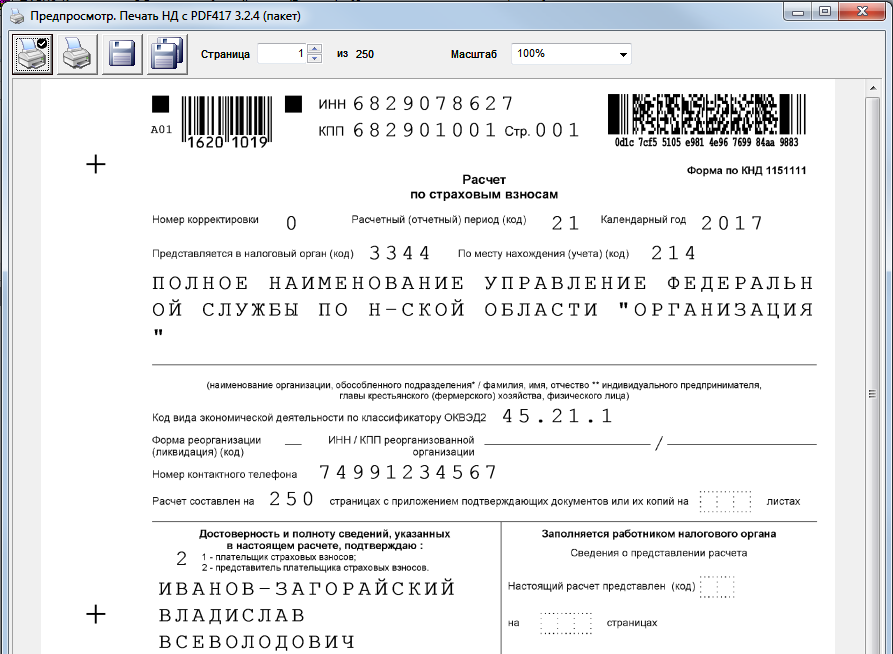 Предпросмотр. Печать НД с PDF417 3.2.4 (пакет)
Страница 1 из 250 Масштаб 100%
ИНН 6829078627
А01 1620 1019 КПП 682901001 Стр. 001
0d1c 7cf5 5105 e981 4e96 7699 84aa 9883
Форма по КНД 1151111
Расчет
по страховым взносам
Номер корректировки 0 Расчетный (отчетный) период (код) 21 Календарный год 2017
Представляется в налоговый орган (код) 3344 По месту нахождения (учета) (код) 214
ПОЛНОЕ НАИМЕНОВАНИЕ УПРАВЛЕНИЕ ФЕДЕРАЛЬН
ОЙ СЛУЖБЫ ПО Н-СКОЙ ОБЛАСТИ "ОРГАНИЗАЦИЯ
"
(наименование организации, обособленного подразделения* / фамилия, имя, отчество ** индивидуального предпринимателя,
главы крестьянского (фермерского) хозяйства, физического лица)
Код вида экономической деятельности по классификатору ОКВЭД2 45.21.1
Форма реорганизации
(ликвидация) (код)
ИНН / КПП реорганизованной
организации /
Номер контактного телефона 74991234567
Расчет составлен на 250 страницах с приложением подтверждающих документов или их копий на листах
Достоверность и полноту сведений, указанных
в настоящем расчете, подтверждаю :
2 1 - плательщик страховых взносов;
2 - представитель плательщика страховых взносов.
ИВАНОВ-ЗАГОРАЙСКИЙ
ВЛАДИСЛАВ
ВСЕВОЛОДОВИЧ
Заполняется работником налогового органа
Сведения о представлении расчета
Настоящий расчет представлен (код)
на страницах